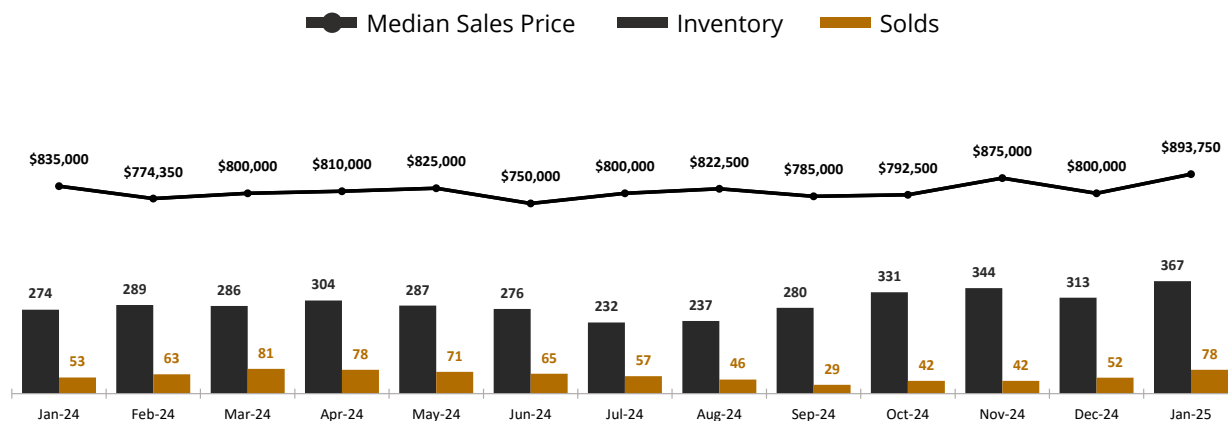 Median Sales Price Inventory Solds
$835,000 $774,350 $800,000 $810,000 $825,000 $750,000 $800,000 $822,500 $785,000 $792,500 $875,000 $800,000 $893,750
274 289 286 304 287 276 232 237 280 331 344 313 367
53 63 81 78 71 65 57 46 29 42 42 52 78
Jan-24 Feb-24 Mar-24 Apr-24 May-24 Jun-24 Jul-24 Aug-24 Sep-24 Oct-24 Nov-24 Dec-24 Jan-25